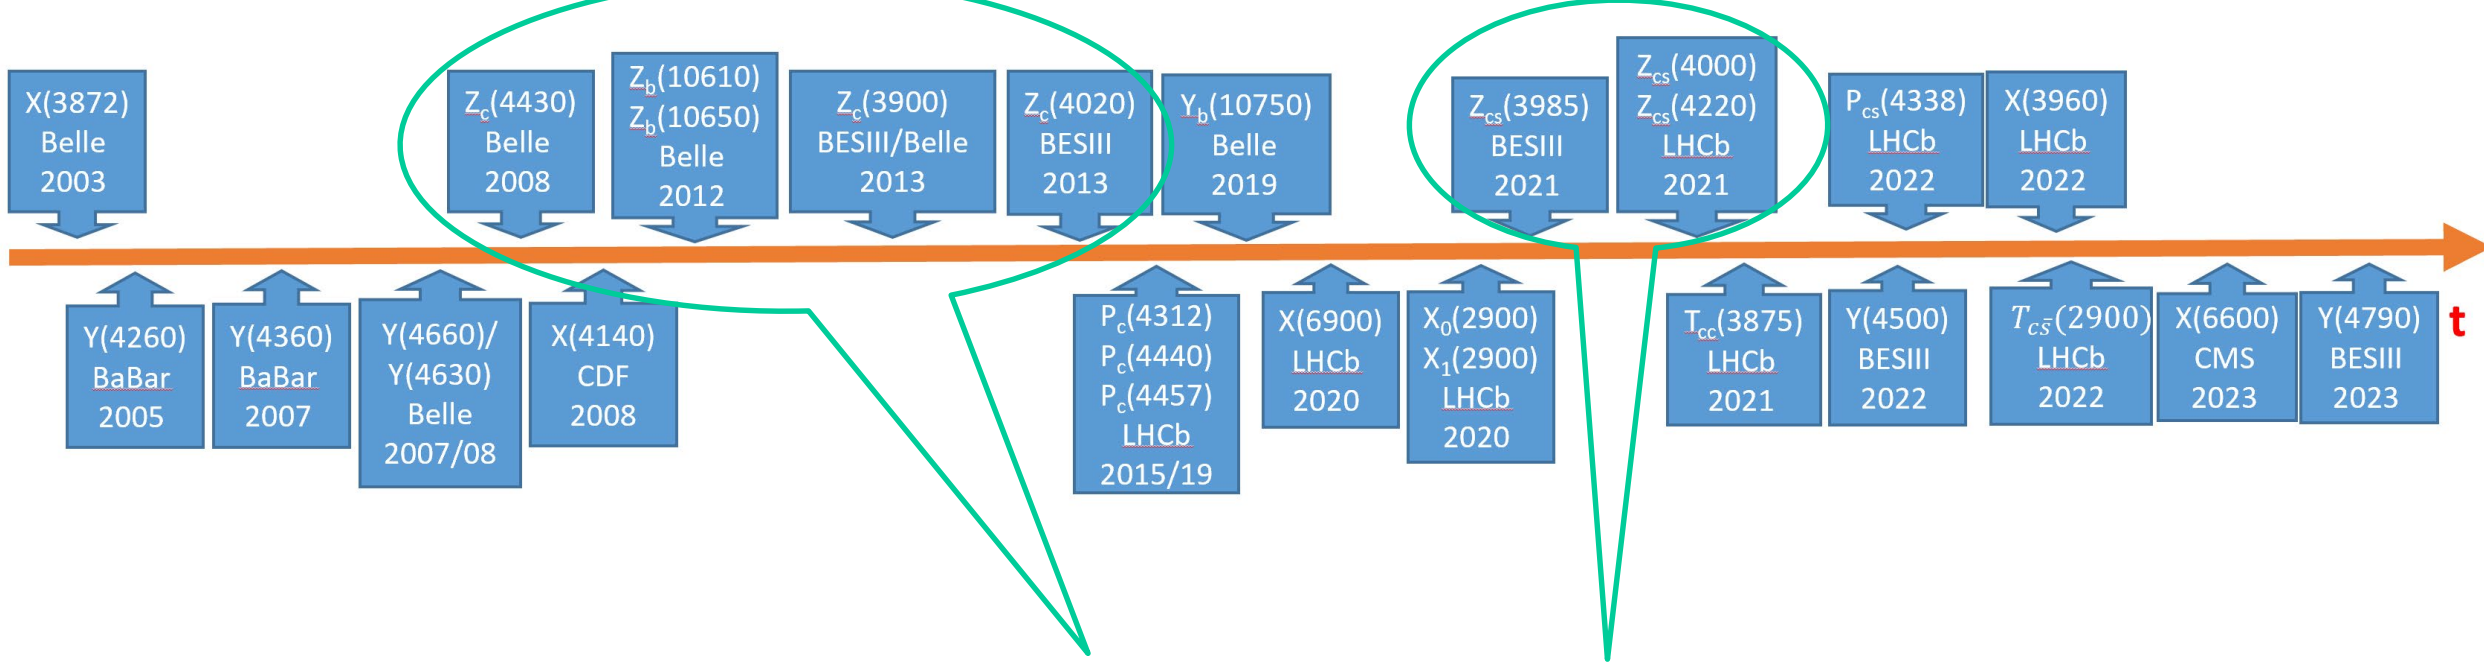 X(3872)
Belle
2003
Z_c(4430)
Belle
2008
Z_b(10610)
Z_b(10650)
Belle
2012
Z_c(3900)
BESIII/Belle
2013
Z_c(4020)
BESIII
2013
Y_b(10750)
Belle
2019
Z_cs(3985)
BESIII
2021
Z_cs(4000)
Z_cs(4220)
LHCb
2021
P_cs(4338)
LHCb
2022
X(3960)
LHCb
2022
Y(4260)
BaBar
2005
Y(4360)
BaBar
2007
Y(4660)/
Y(4630)
Belle
2007/08
X(4140)
CDF
2008
P_c(4312)
P_c(4440)
P_c(4457)
LHCb
2015/19
X(6900)
LHCb
2020
X_0(2900)
X_1(2900)
LHCb
2020
T_cc(3875)
LHCb
2021
Y(4500)
BESIII
2022
T_cs̄(2900)
LHCb
2022
X(6600)
CMS
2023
Y(4790)
BESIII
2023
t